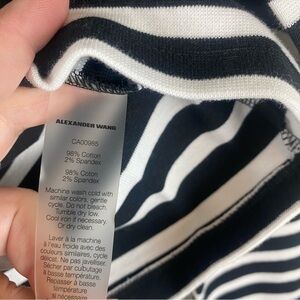 ALEXANDER WANG
CA00985
98% Cotton
2% Spandex
98% Cotton
2% Spandex
Machine wash cold with
similar colors, gentle
cycle. Do not bleach.
Tumble dry low.
Cool iron if necessary.
Or dry clean.
Laver à la machine
à l'eau froide avec des
couleurs similaires, cycle
délicat. Ne pas javelliser.
Sécher par culbutage
à basse température.
Repasser à basse
température
si nécessaire